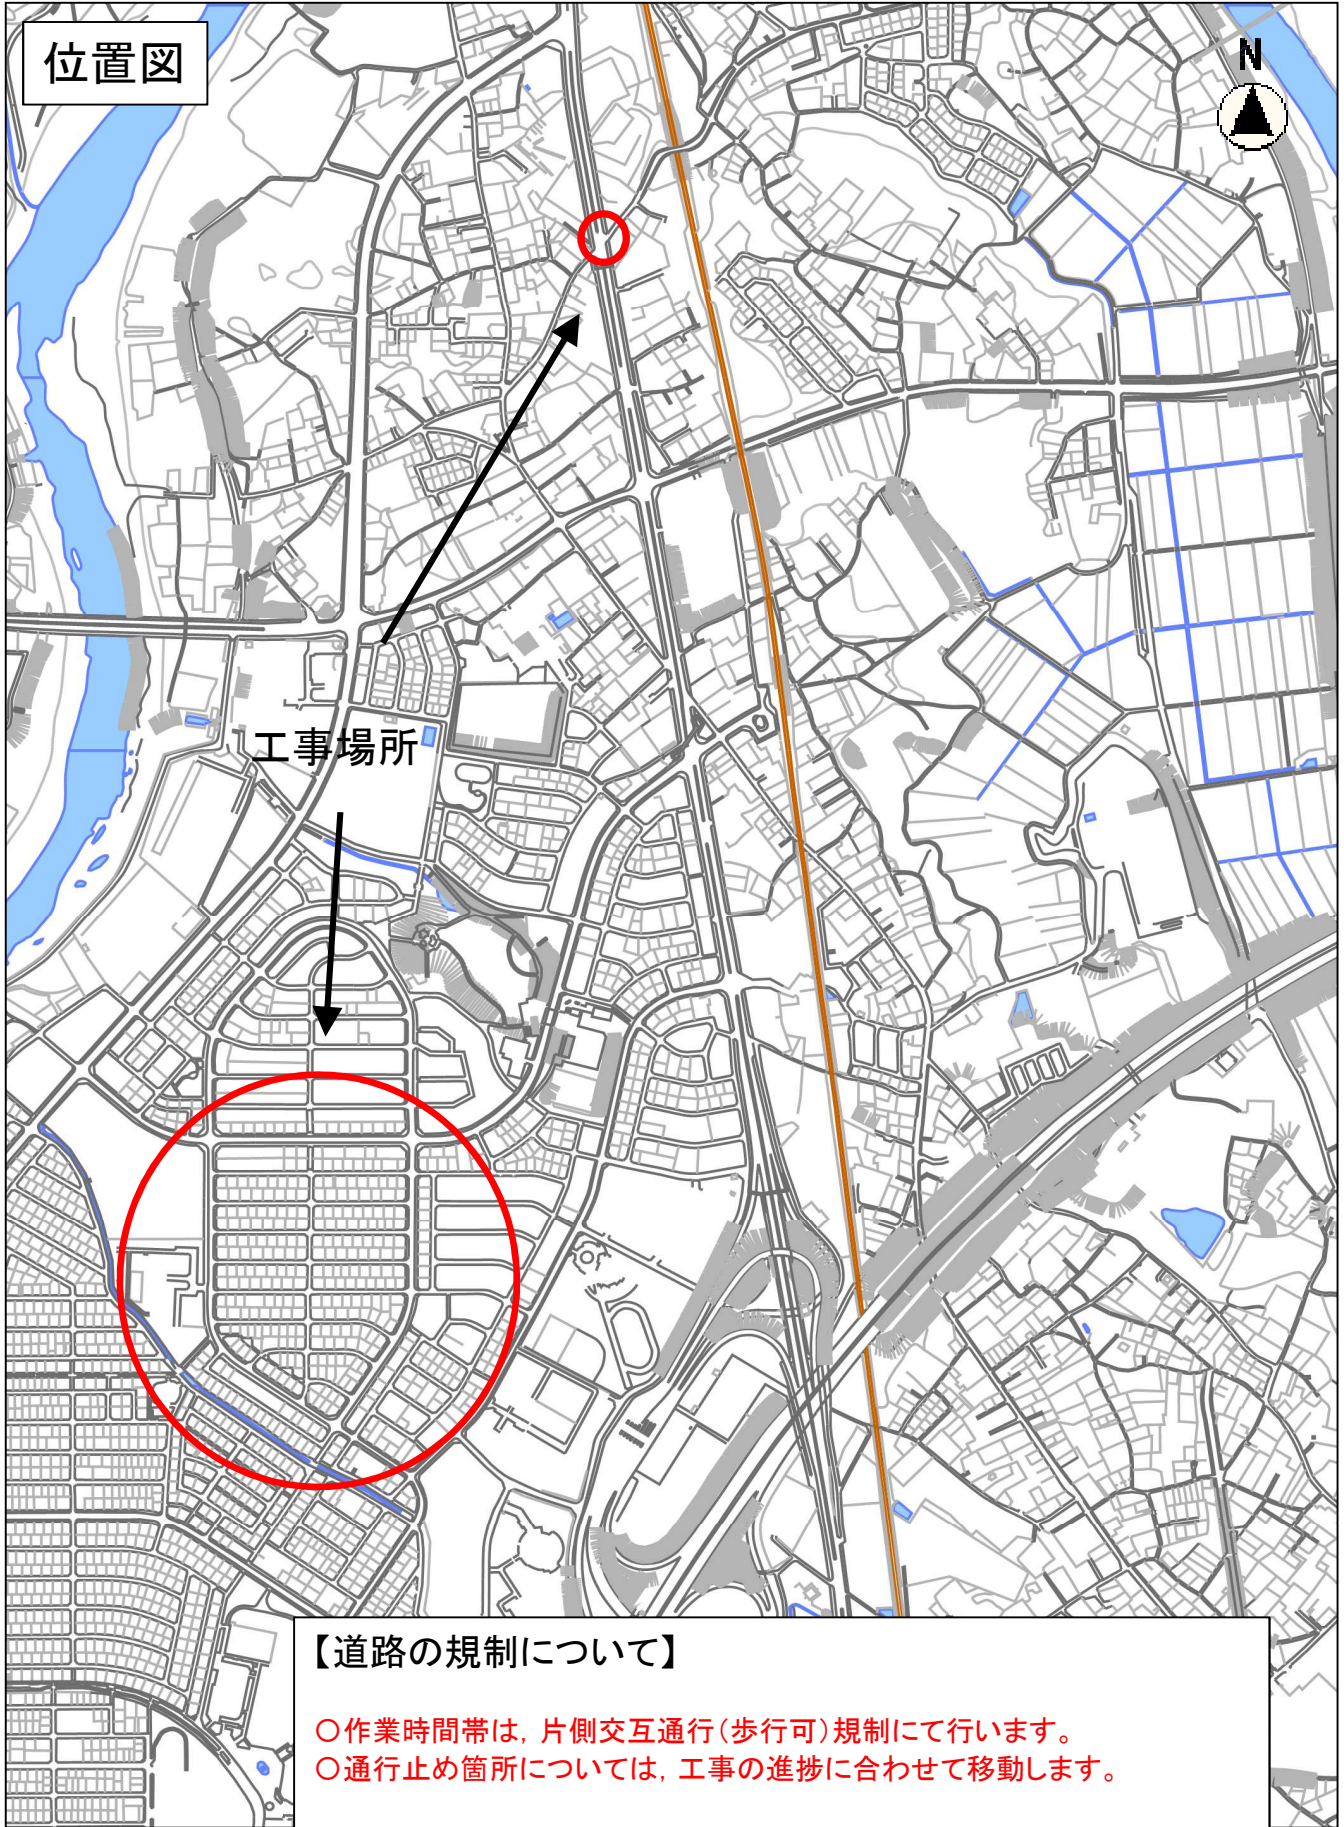 位置図
N
工事場所
【道路の規制について】
○作業時間帯は，片側交互通行（歩行可）規制にて行います。
○通行止め箇所については，工事の進捗に合わせて移動します。